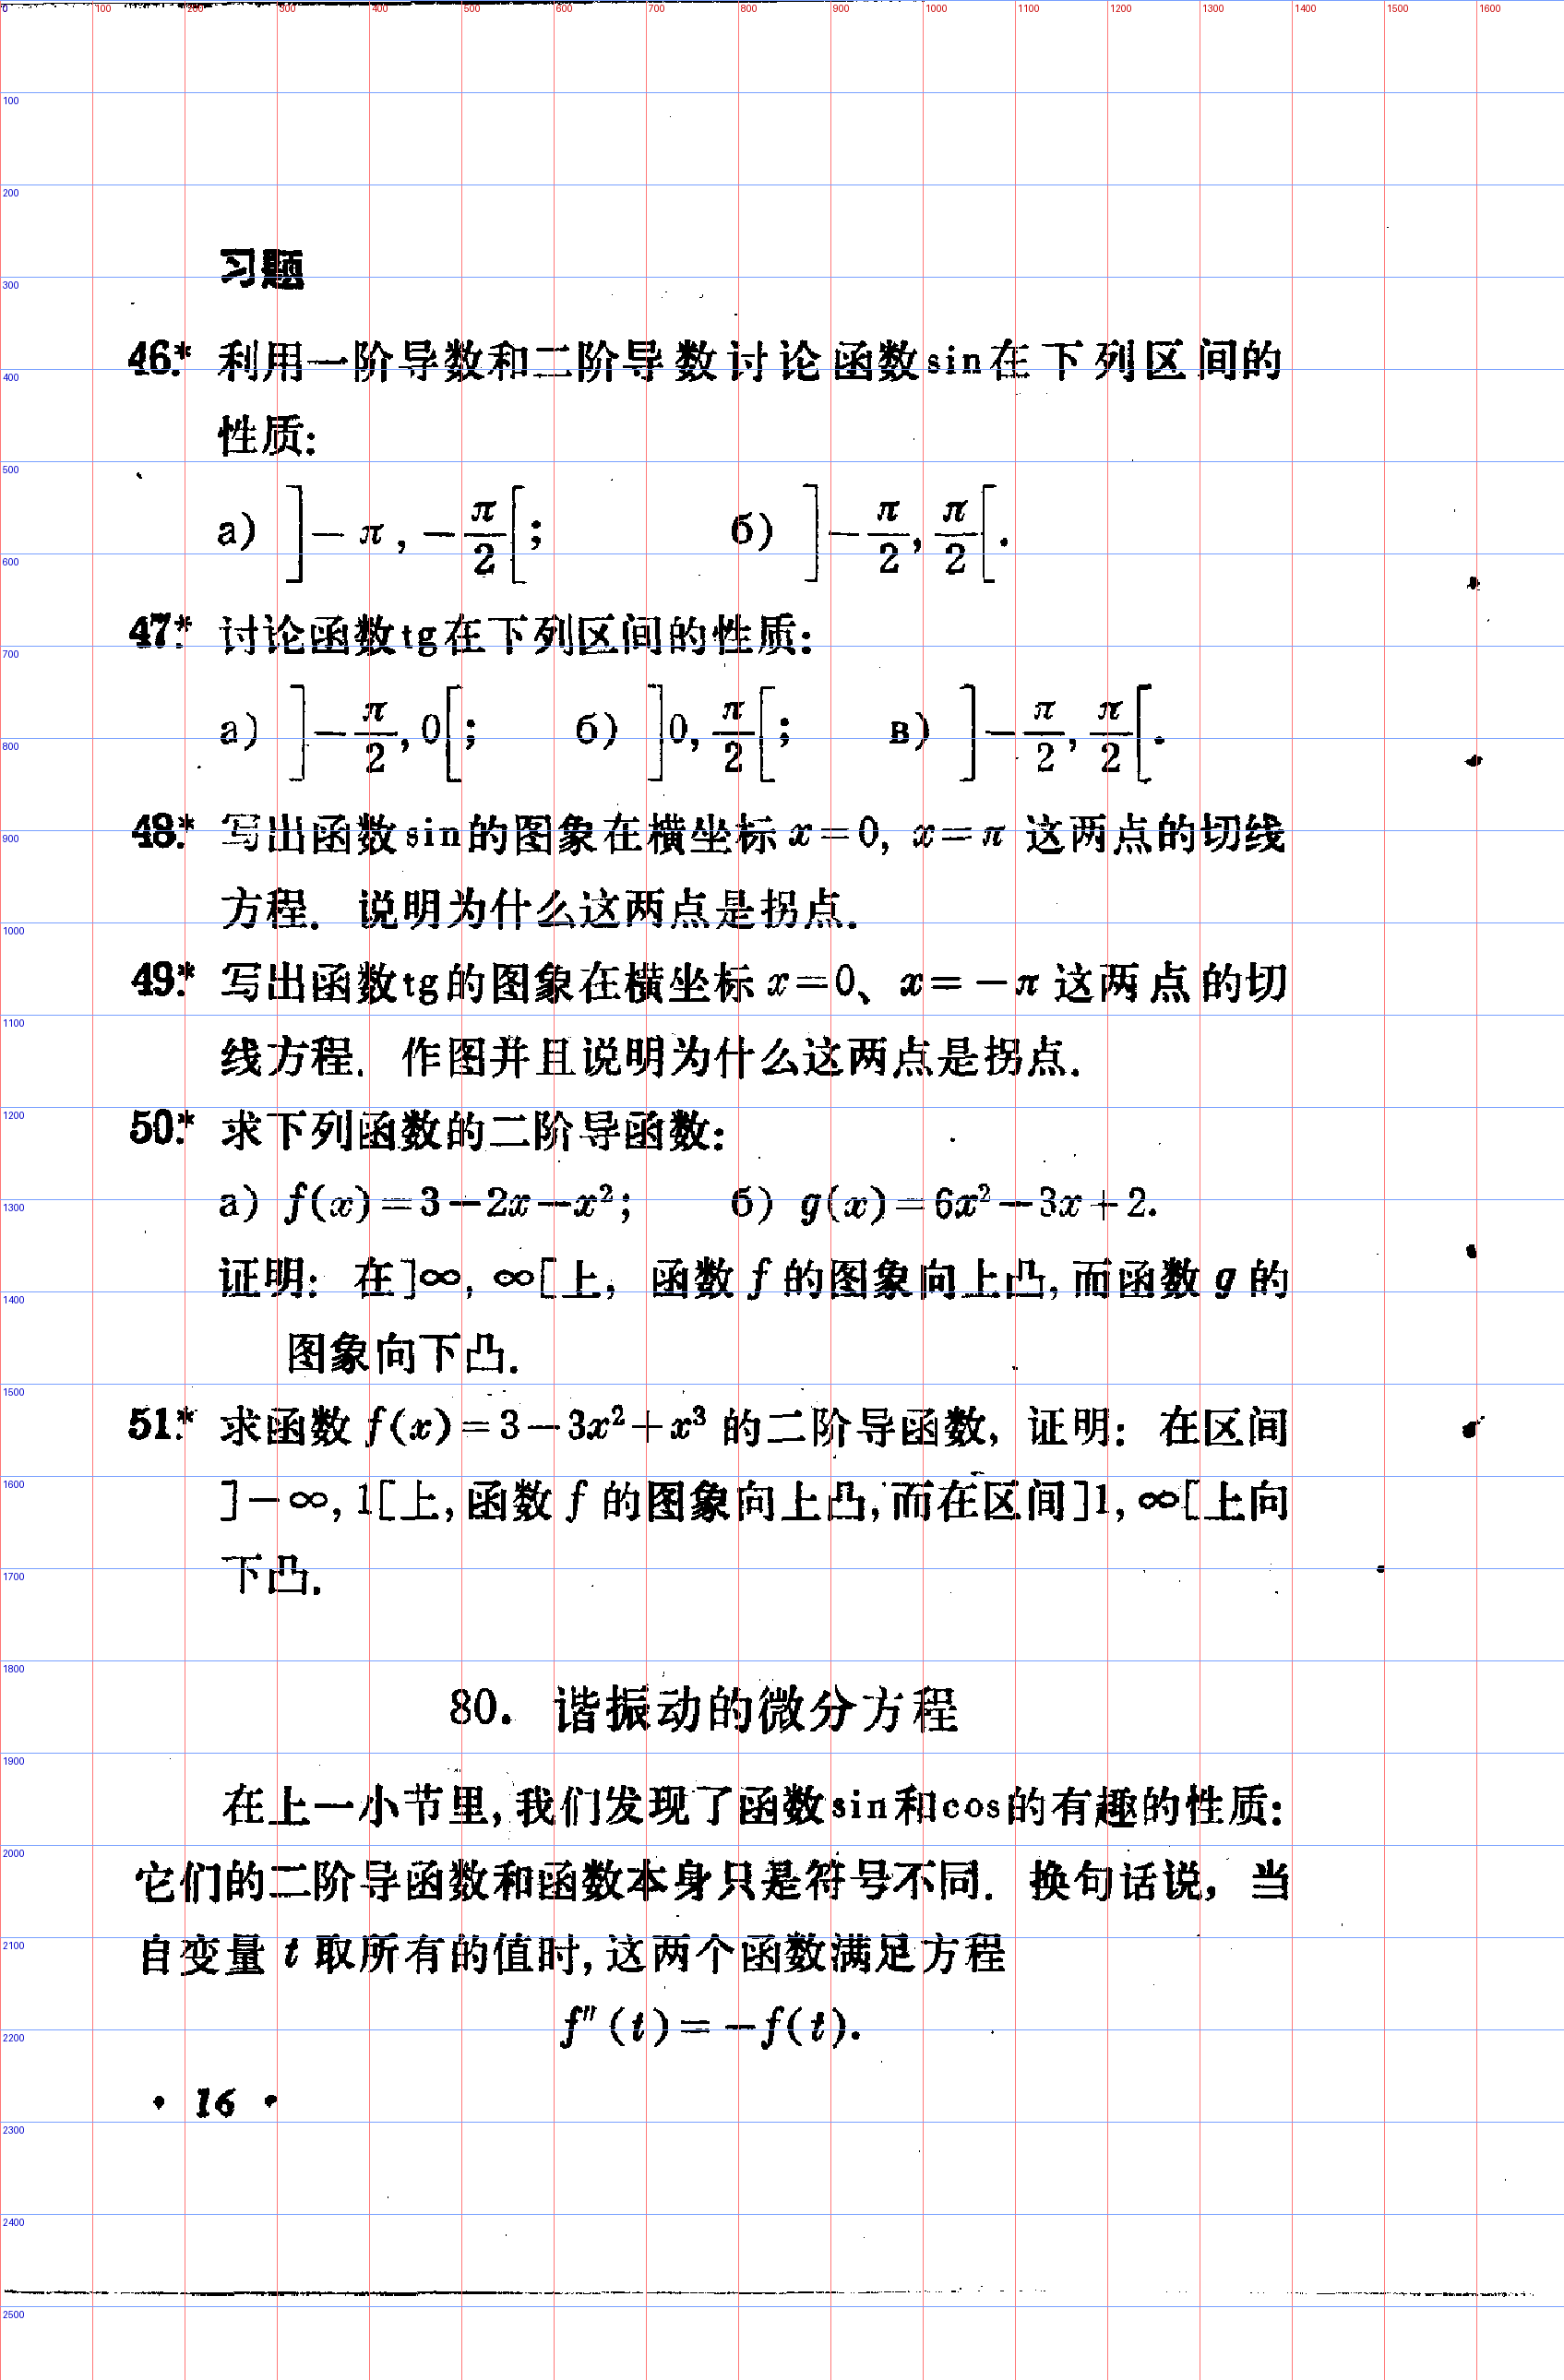 习题
46.* 利用一阶导数和二阶导数讨论函数sin在下列区间的
性质:
а) ]−π, −π/2[; б) ]−π/2, π/2[.
47.* 讨论函数tg在下列区间的性质:
а) ]−π/2, 0[; б) ]0, π/2[; в) ]−π/2, π/2[.
48.* 写出函数sin的图象在横坐标 x=0, x=π 这两点的切线
方程. 说明为什么这两点是拐点.
49.* 写出函数tg的图象在横坐标 x=0、x=−π 这两点的切
线方程. 作图并且说明为什么这两点是拐点.
50.* 求下列函数的二阶导函数:
а) f(x)=3−2x−x²; б) g(x)=6x²−3x+2.
证明: 在]∞, ∞[上, 函数 f 的图象向上凸, 而函数 g 的
图象向下凸.
51.* 求函数 f(x)=3−3x²+x³ 的二阶导函数, 证明: 在区间
]−∞, 1[上, 函数 f 的图象向上凸, 而在区间]1, ∞[上向
下凸.
80. 谐振动的微分方程
在上一小节里, 我们发现了函数sin和cos的有趣的性质:
它们的二阶导函数和函数本身只是符号不同. 换句话说, 当
自变量 t 取所有的值时, 这两个函数满足方程
f″(t)=−f(t).
• 16 •